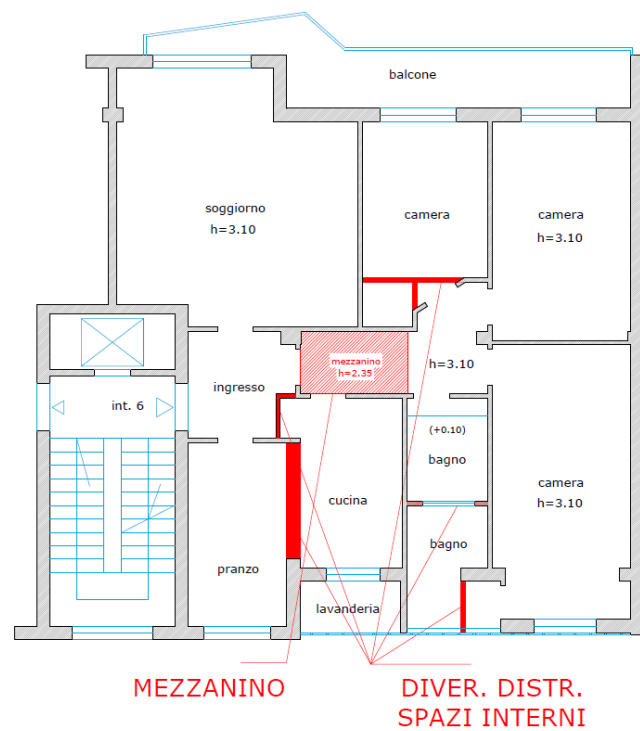 balcone
soggiorno
h=3.10
camera
camera
h=3.10
mezzanino
h=2.35
h=3.10
ingresso
int. 6
(+0.10)
bagno
camera
h=3.10
cucina
bagno
pranzo
lavanderia
MEZZANINO
DIVER. DISTR.
SPAZI INTERNI